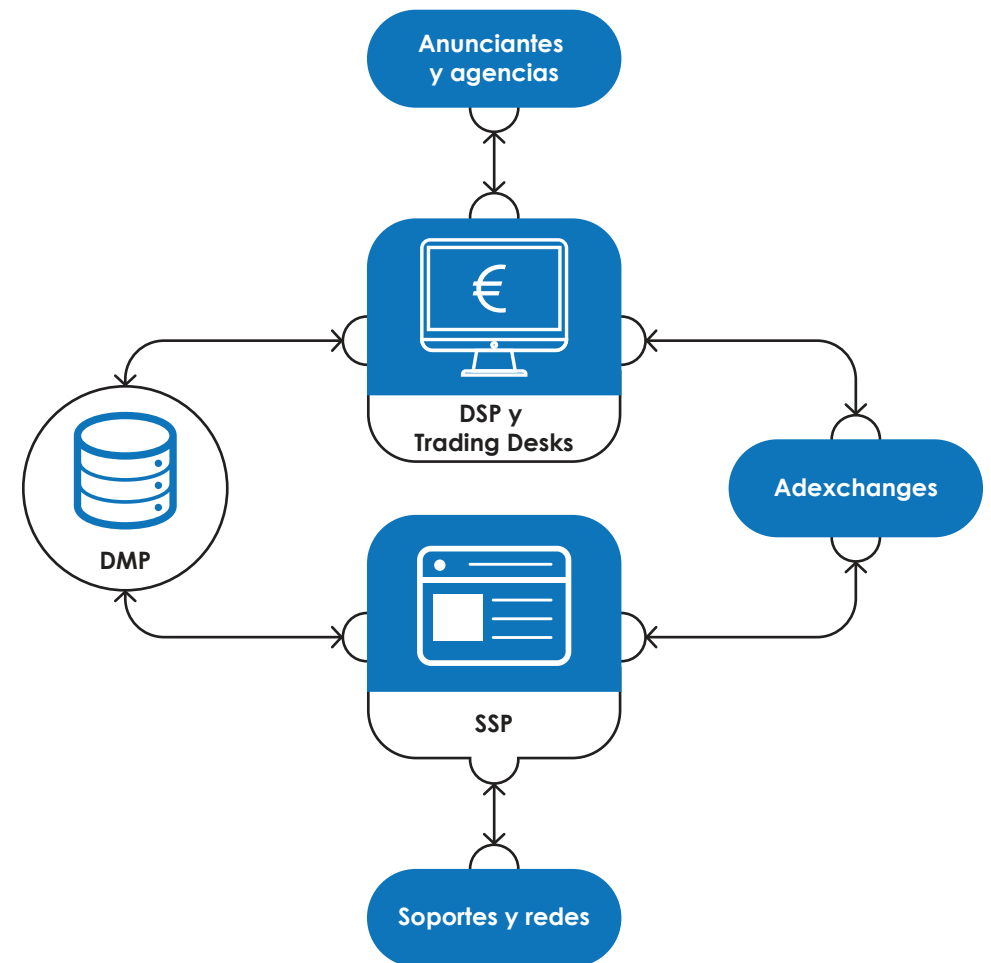 Anunciantes
y agencias
€
DSP y
Trading Desks
Adexchanges
DMP
SSP
Soportes y redes